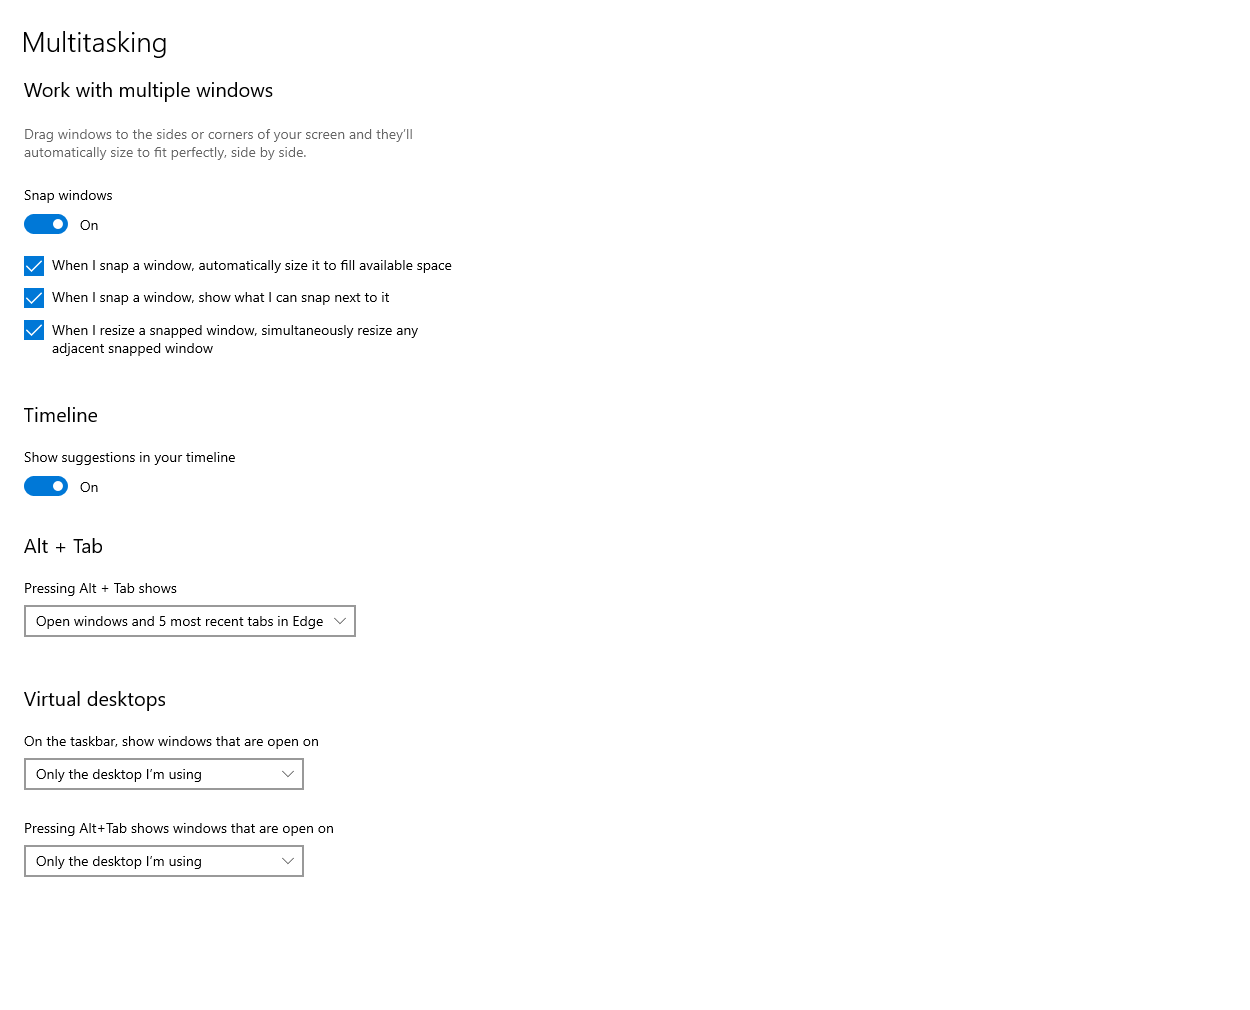 Multitasking
Work with multiple windows
Drag windows to the sides or corners of your screen and they'll
automatically size to fit perfectly, side by side.
Snap windows
On
When I snap a window, automatically size it to fill available space
When I snap a window, show what I can snap next to it
When I resize a snapped window, simultaneously resize any
adjacent snapped window
Timeline
Show suggestions in your timeline
On
Alt + Tab
Pressing Alt + Tab shows
Open windows and 5 most recent tabs in Edge
Virtual desktops
On the taskbar, show windows that are open on
Only the desktop I'm using
Pressing Alt+Tab shows windows that are open on
Only the desktop I'm using